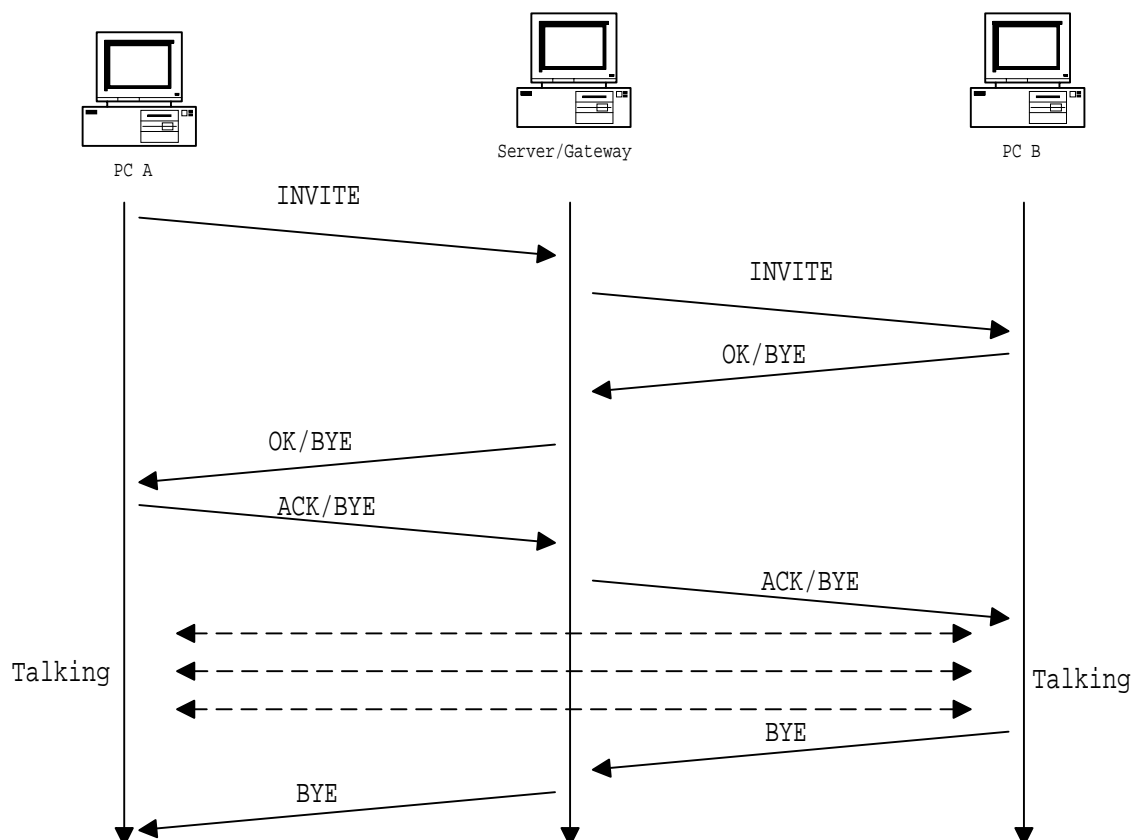 Server/Gateway
PC B
PC A
INVITE
INVITE
OK/BYE
OK/BYE
ACK/BYE
ACK/BYE
Talking
Talking
BYE
BYE